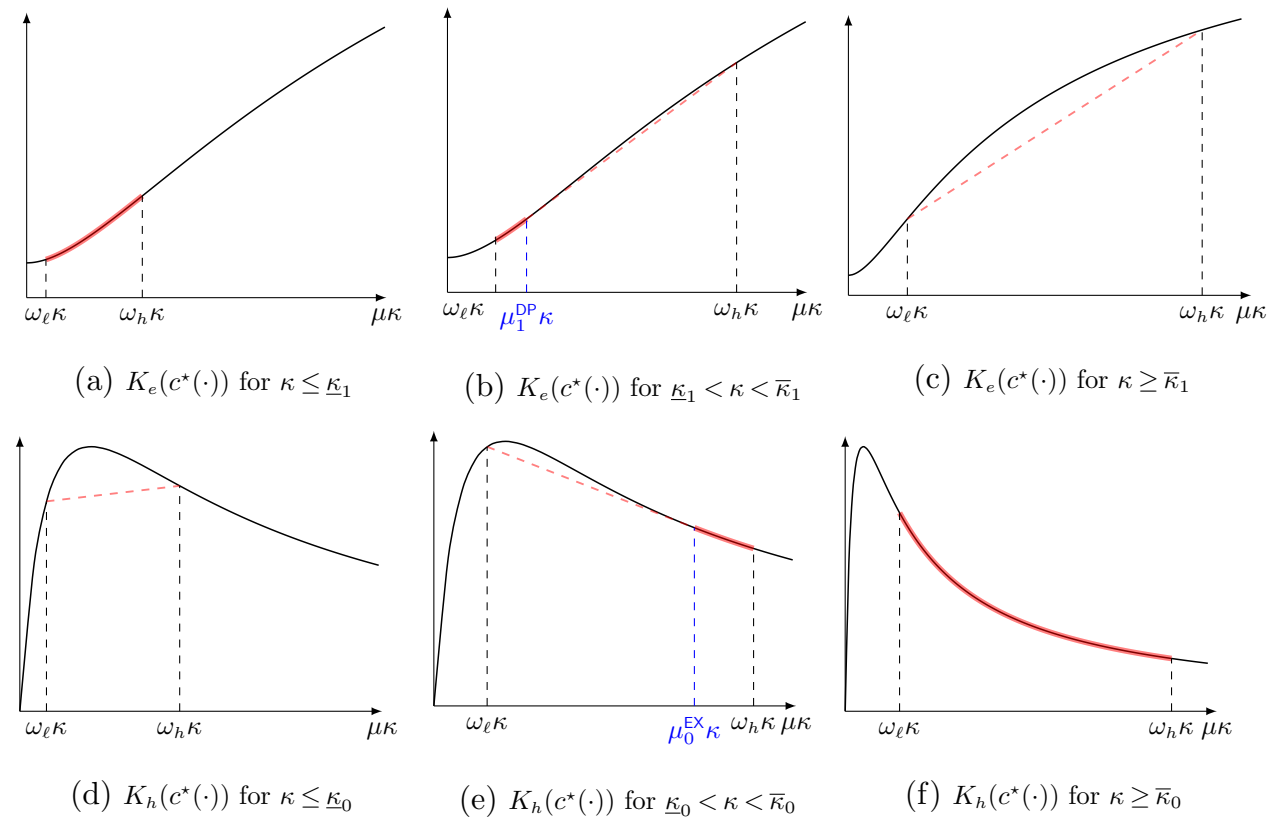 ω_ℓκ ω_hκ μκ
ω_ℓκ μ_1^DP κ ω_hκ μκ
ω_ℓκ ω_hκ μκ
(a) K_e(c⋆(·)) for κ ≤ κ̲_1
(b) K_e(c⋆(·)) for κ̲_1 < κ < κ̅_1
(c) K_e(c⋆(·)) for κ ≥ κ̅_1
ω_ℓκ ω_hκ μκ
ω_ℓκ μ_0^EX κ ω_hκ μκ
ω_ℓκ ω_hκ μκ
(d) K_h(c⋆(·)) for κ ≤ κ̲_0
(e) K_h(c⋆(·)) for κ̲_0 < κ < κ̅_0
(f) K_h(c⋆(·)) for κ ≥ κ̅_0